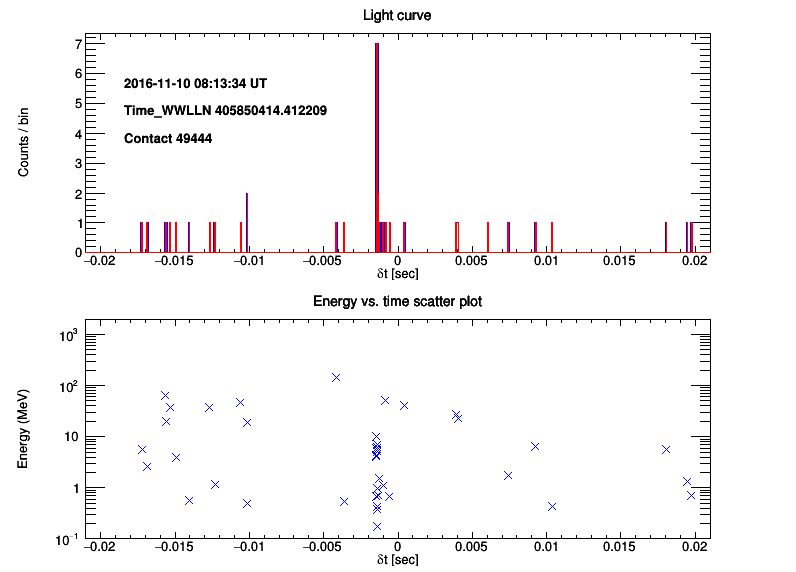 Light curve
Counts / bin
7
6
5
4
3
2
1
0
2016-11-10 08:13:34 UT
Time_WWLLN 405850414.412209
Contact 49444
−0.02 −0.015 −0.01 −0.005 0 0.005 0.01 0.015 0.02
δt [sec]
Energy vs. time scatter plot
Energy (MeV)
10³
10²
10
1
10⁻¹
−0.02 −0.015 −0.01 −0.005 0 0.005 0.01 0.015 0.02
δt [sec]